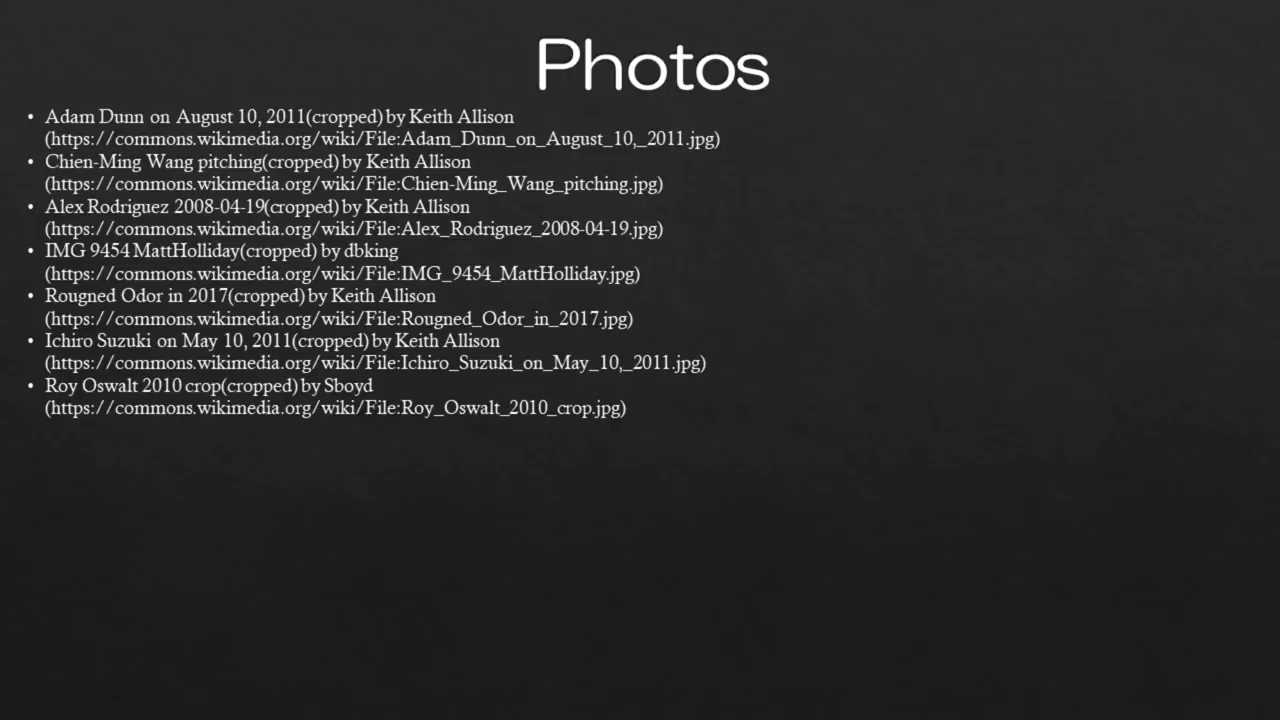 Photos
• Adam Dunn on August 10, 2011(cropped) by Keith Allison
(https://commons.wikimedia.org/wiki/File:Adam_Dunn_on_August_10,_2011.jpg)
• Chien-Ming Wang pitching(cropped) by Keith Allison
(https://commons.wikimedia.org/wiki/File:Chien-Ming_Wang_pitching.jpg)
• Alex Rodriguez 2008-04-19(cropped) by Keith Allison
(https://commons.wikimedia.org/wiki/File:Alex_Rodriguez_2008-04-19.jpg)
• IMG 9454 MattHolliday(cropped) by dbking
(https://commons.wikimedia.org/wiki/File:IMG_9454_MattHolliday.jpg)
• Rougned Odor in 2017(cropped) by Keith Allison
(https://commons.wikimedia.org/wiki/File:Rougned_Odor_in_2017.jpg)
• Ichiro Suzuki on May 10, 2011(cropped) by Keith Allison
(https://commons.wikimedia.org/wiki/File:Ichiro_Suzuki_on_May_10,_2011.jpg)
• Roy Oswalt 2010 crop(cropped) by Sboyd
(https://commons.wikimedia.org/wiki/File:Roy_Oswalt_2010_crop.jpg)